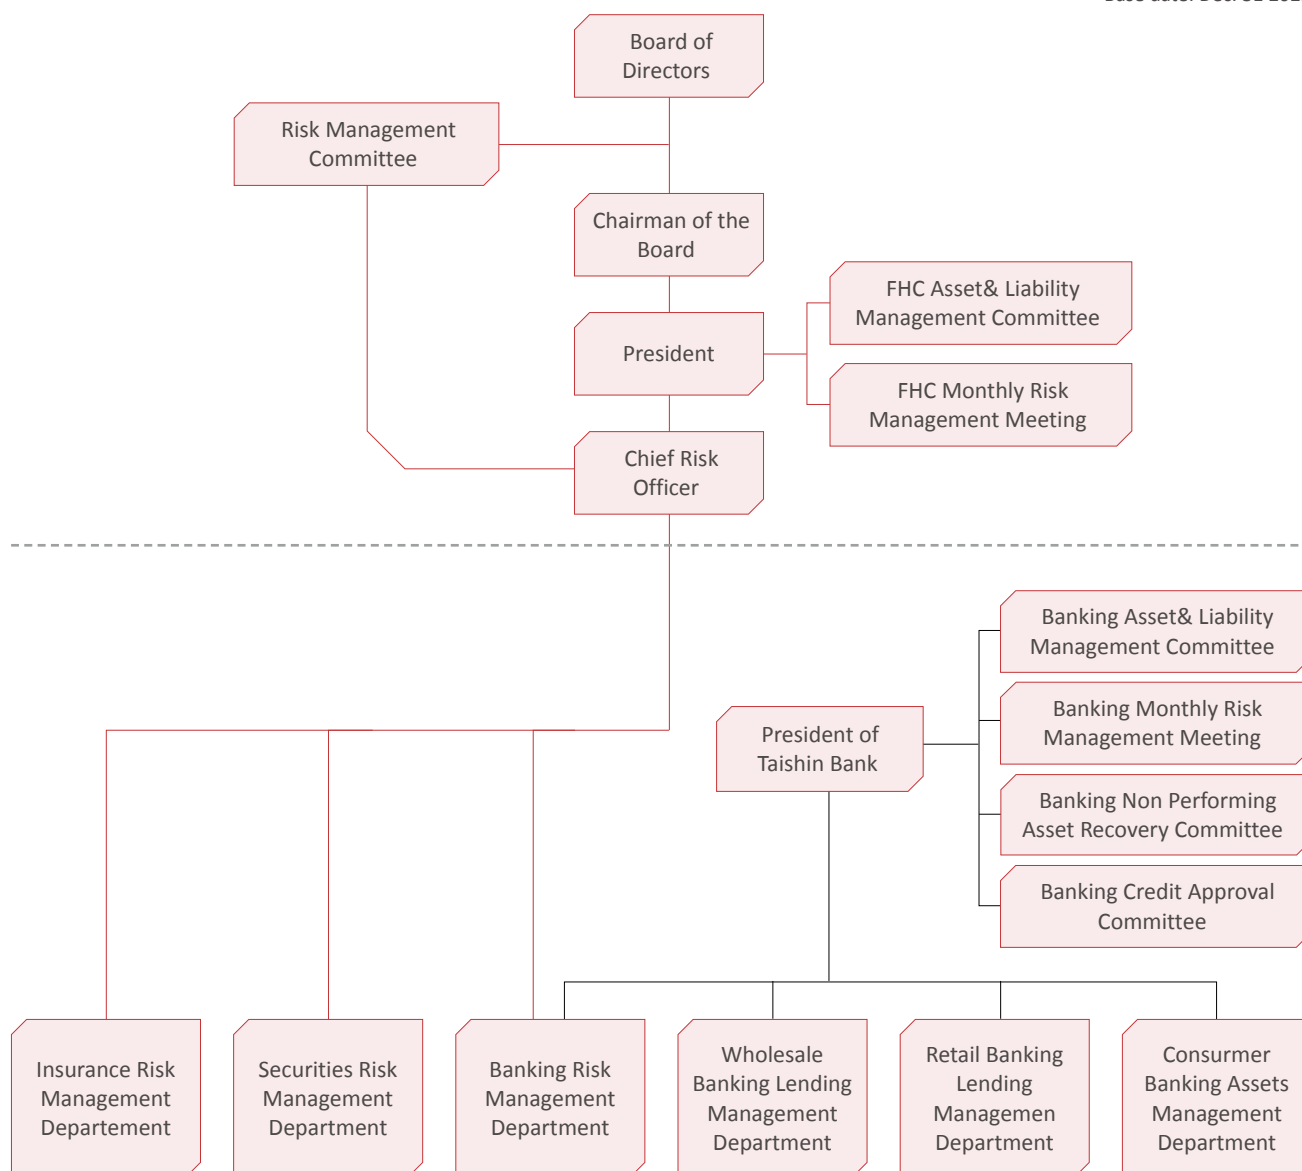 Board of
Directors
Risk Management
Committee
Chairman of the
Board
FHC Asset& Liability
Management Committee
President
FHC Monthly Risk
Management Meeting
Chief Risk
Officer
Banking Asset& Liability
Management Committee
Banking Monthly Risk
Management Meeting
President of
Taishin Bank
Banking Non Performing
Asset Recovery Committee
Banking Credit Approval
Committee
Insurance Risk
Management
Departement
Securities Risk
Management
Department
Banking Risk
Management
Department
Wholesale
Banking Lending
Management
Department
Retail Banking
Lending
Managemen
Department
Consurmer
Banking Assets
Management
Department